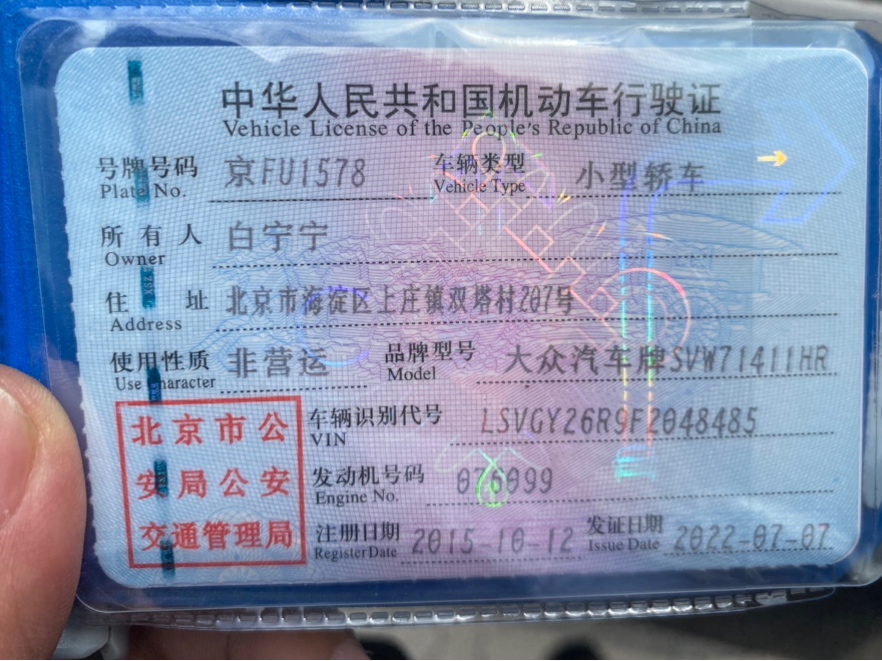 中华人民共和国机动车行驶证
Vehicle License of the People's Republic of China
号牌号码 京FU1578 车辆类型 小型轿车
Plate No. Vehicle Type
所有人 白宁宁
Owner
住址 北京市海淀区上庄镇双塔村207号
Address
使用性质 非营运 品牌型号 大众汽车牌SVW71411HR
Use Character Model
北京市公安局公安交通管理局
车辆识别代号 LSVGY26R9F2048485
VIN
发动机号码 076099
Engine No.
注册日期 2015-10-12 发证日期 2022-07-07
Register Date Issue Date